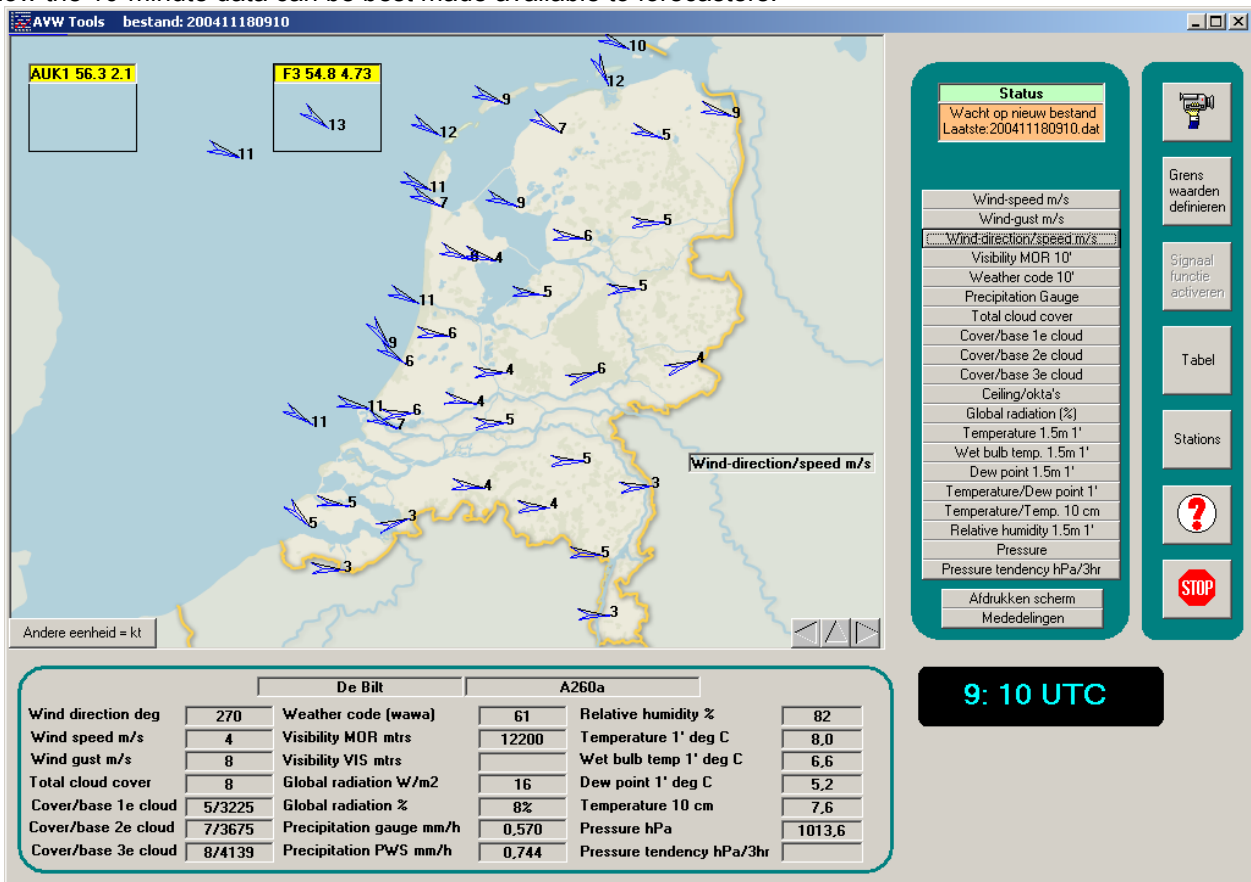 ow the 10-minute data can be best made available to forecasters.
AVW Tools bestand: 200411180910
AUK1 56.3 2.1
F3 54.8 4.73
10
12
9
9
13
12
7
5
11
11
7
9
5
6
8 4
5
5
11
6
9
6
4
6
4
11
6
4
7
11
5
5
3
4
4
5
5
3
5
3
3
Wind-direction/speed m/s
Andere eenheid = kt
Status
Wacht op nieuw bestand
Laatste:200411180910.dat
Wind-speed m/s
Wind-gust m/s
Wind-direction/speed m/s
Visibility MOR 10'
Weather code 10'
Precipitation Gauge
Total cloud cover
Cover/base 1e cloud
Cover/base 2e cloud
Cover/base 3e cloud
Ceiling/okta's
Global radiation (%)
Temperature 1.5m 1'
Wet bulb temp. 1.5m 1'
Dew point 1.5m 1'
Temperature/Dew point 1'
Temperature/Temp. 10 cm
Relative humidity 1.5m 1'
Pressure
Pressure tendency hPa/3hr
Afdrukken scherm
Mededelingen
Grens
waarden
definieren
Signaal
functie
activeren
Tabel
Stations
?
STOP
9: 10 UTC
De Bilt A260a
Wind direction deg 270 Weather code (wawa) 61 Relative humidity % 82
Wind speed m/s 4 Visibility MOR mtrs 12200 Temperature 1' deg C 8,0
Wind gust m/s 8 Visibility VIS mtrs Wet bulb temp 1' deg C 6,6
Total cloud cover 8 Global radiation W/m2 16 Dew point 1' deg C 5,2
Cover/base 1e cloud 5/3225 Global radiation % 8% Temperature 10 cm 7,6
Cover/base 2e cloud 7/3675 Precipitation gauge mm/h 0,570 Pressure hPa 1013,6
Cover/base 3e cloud 8/4139 Precipitation PWS mm/h 0,744 Pressure tendency hPa/3hr